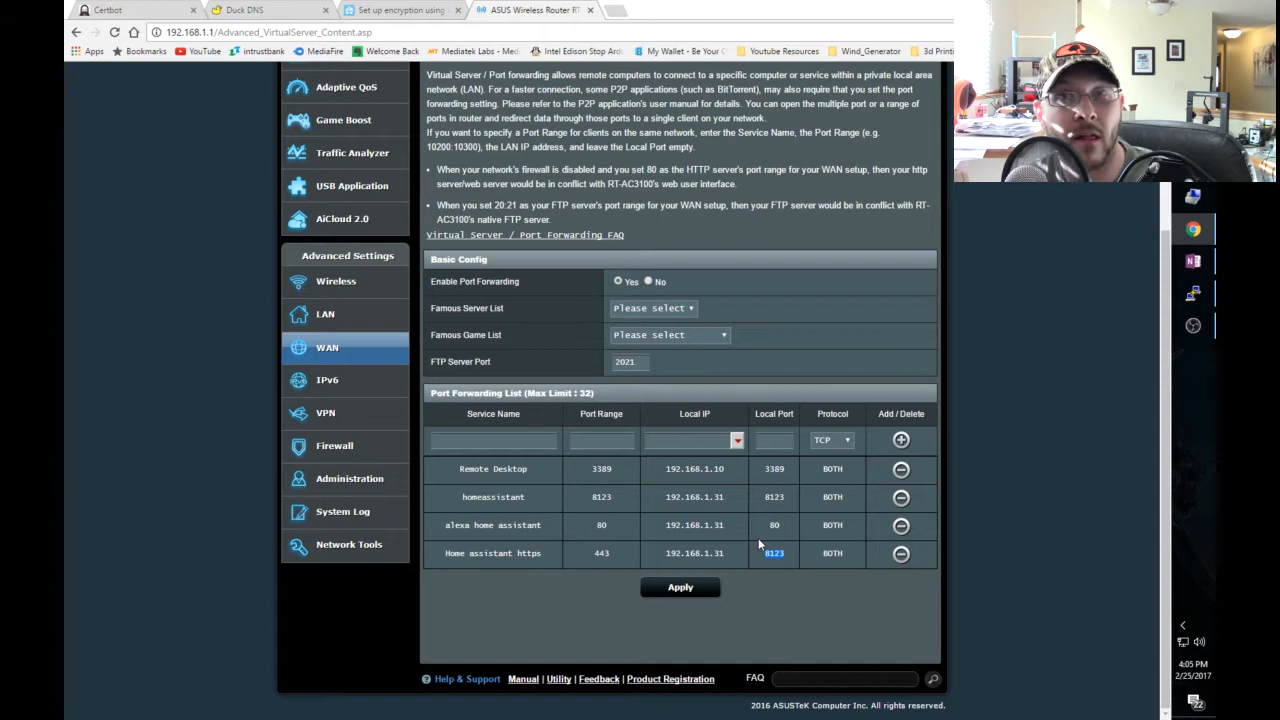 Certbot
Duck DNS
Set up encryption using
ASUS Wireless Router RT
192.168.1.1/Advanced_VirtualServer_Content.asp
Apps
Bookmarks
YouTube
intrustbank
MediaFire
Welcome Back
Mediatek Labs -
Intel Edison Stop Ard
My Wallet - Be Your O
Youtube Resources
Wind_Generator
3d Printi
Adaptive QoS
Game Boost
Traffic Analyzer
USB Application
AiCloud 2.0
Advanced Settings
Wireless
LAN
WAN
IPv6
VPN
Firewall
Administration
System Log
Network Tools
Virtual Server / Port forwarding allows remote computers to connect to a specific computer or service within a private local area
network (LAN). For a faster connection, some P2P applications (such as BitTorrent), may also require that you set the port
forwarding setting. Please refer to the P2P application's user manual for details. You can open the multiple port or a range of
ports in router and redirect data through those ports to a single client on your network.
If you want to specify a Port Range for clients on the same network, enter the Service Name, the Port Range (e.g.
10200:10300), the LAN IP address, and leave the Local Port empty.
When your network's firewall is disabled and you set 80 as the HTTP server's port range for your WAN setup, then your http
server/web server would be in conflict with RT-AC3100's web user interface.
When you set 20:21 as your FTP server's port range for your WAN setup, then your FTP server would be in conflict with RT-
AC3100's native FTP server.
Virtual Server / Port Forwarding FAQ
Basic Config
Enable Port Forwarding Yes No
Famous Server List Please select
Famous Game List Please select
FTP Server Port 2021
Port Forwarding List (Max Limit : 32)
Service Name Port Range Local IP Local Port Protocol Add / Delete
TCP
Remote Desktop 3389 192.168.1.10 3389 BOTH
homeassistant 8123 192.168.1.31 8123 BOTH
alexa home assistant 80 192.168.1.31 80 BOTH
Home assistant https 443 192.168.1.31 8123 BOTH
Apply
Help & Support Manual | Utility | Feedback | Product Registration FAQ
2016 ASUSTeK Computer Inc. All rights reserved.
4:05 PM
2/25/2017
22